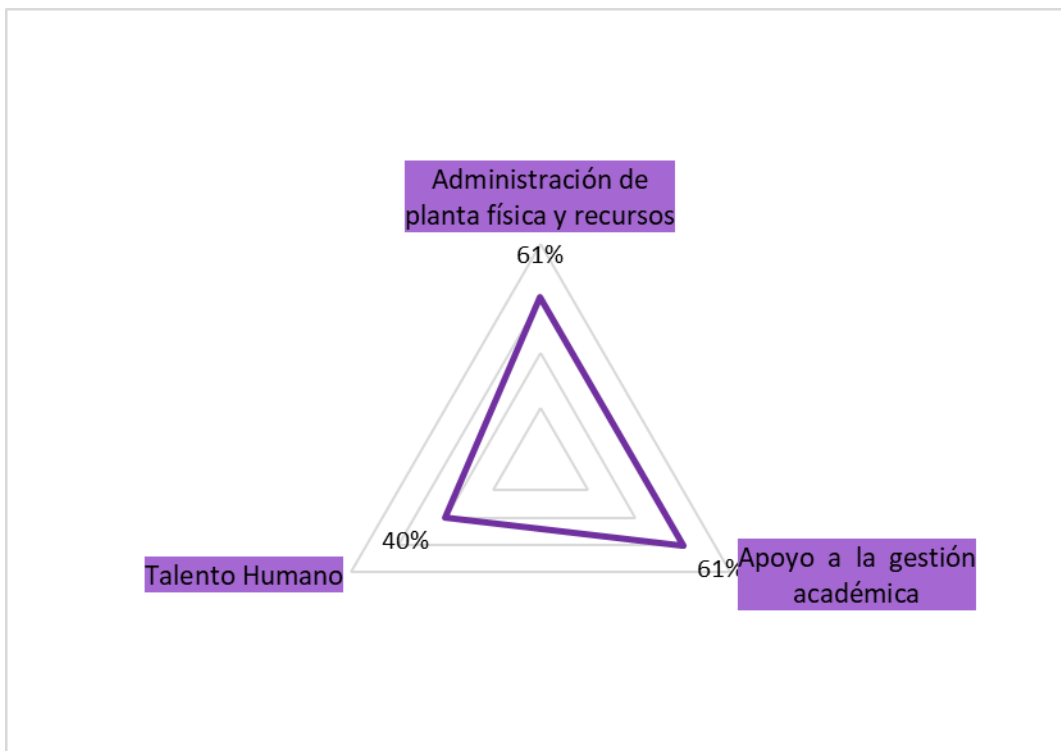 Administración de
planta física y recursos
61%
40%
Talento Humano
61%
Apoyo a la gestión
académica